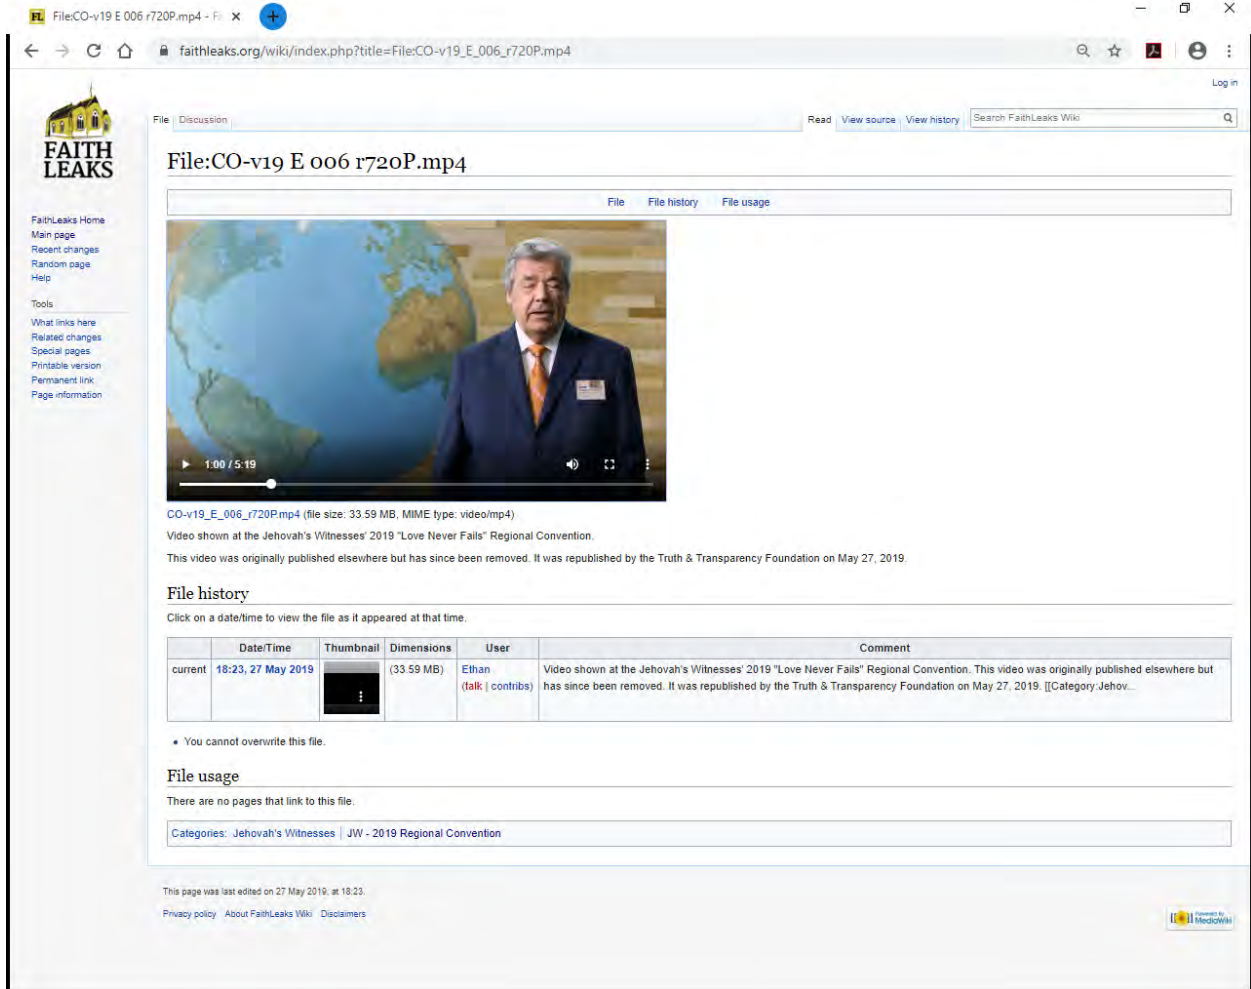 FL File:CO-v19 E 006 r720P.mp4 - F
faithleaks.org/wiki/index.php?title=File:CO-v19_E_006_r720P.mp4
Log in
File Discussion Read View source View history Search FaithLeaks Wiki
FAITH
LEAKS
File:CO-v19 E 006 r720P.mp4
File File history File usage
FaithLeaks Home
Main page
Recent changes
Random page
Help
Tools
What links here
Related changes
Special pages
Printable version
Permanent link
Page information
1:00 / 5:19
CO-v19_E_006_r720P.mp4 (file size: 33.59 MB, MIME type: video/mp4)
Video shown at the Jehovah's Witnesses' 2019 "Love Never Fails" Regional Convention.
This video was originally published elsewhere but has since been removed. It was republished by the Truth & Transparency Foundation on May 27, 2019.
File history
Click on a date/time to view the file as it appeared at that time.
Date/Time Thumbnail Dimensions User Comment
current 18:23, 27 May 2019 (33.59 MB) Ethan Video shown at the Jehovah's Witnesses' 2019 "Love Never Fails" Regional Convention. This video was originally published elsewhere but
(talk | contribs) has since been removed. It was republished by the Truth & Transparency Foundation on May 27, 2019. [[Category:Jehov...
• You cannot overwrite this file.
File usage
There are no pages that link to this file.
Categories: Jehovah's Witnesses | JW - 2019 Regional Convention
This page was last edited on 27 May 2019, at 18:23.
Privacy policy About FaithLeaks Wiki Disclaimers
Powered by
MediaWiki